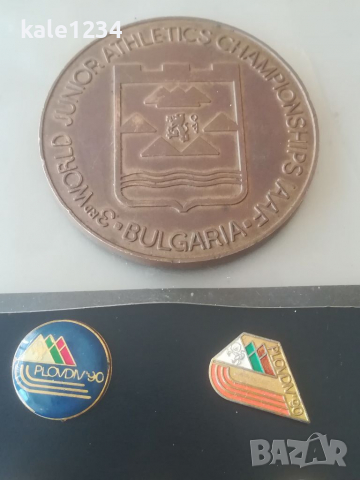 kale1234
3RD WORLD JUNIOR ATHLETICS CHAMPIONSHIPS IAAF
BULGARIA
PLOVDIV '90
PLOVDIV '90
BAZAR